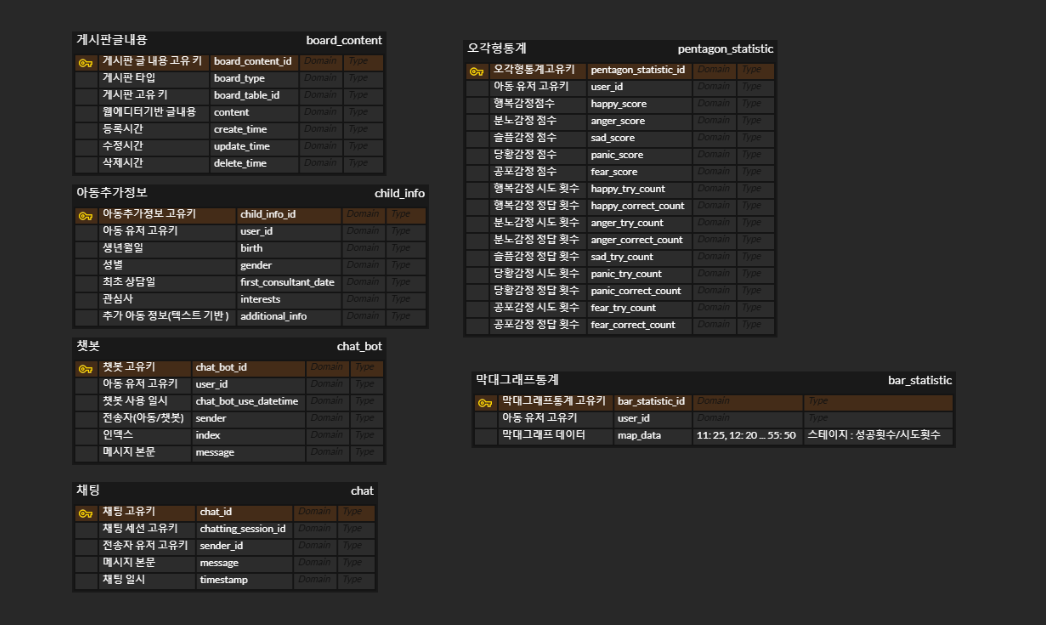 게시판글내용 board_content
게시판 글 내용 고유 키 board_content_id Domain Type
게시판 타입 board_type Domain Type
게시판 고유 키 board_table_id Domain Type
웹에디터기반 글내용 content Domain Type
등록시간 create_time Domain Type
수정시간 update_time Domain Type
삭제시간 delete_time Domain Type
아동추가정보 child_info
아동추가정보 고유키 child_info_id Domain Type
아동 유저 고유키 user_id Domain Type
생년월일 birth Domain Type
성별 gender Domain Type
최초 상담일 first_consultant_date Domain Type
관심사 interests Domain Type
추가 아동 정보(텍스트 기반 ) additional_info Domain Type
챗봇 chat_bot
챗봇 고유키 chat_bot_id Domain Type
아동 유저 고유키 user_id Domain Type
챗봇 사용 일시 chat_bot_use_datetime Domain Type
전송자(아동/챗봇) sender Domain Type
인덱스 index Domain Type
메시지 본문 message Domain Type
채팅 chat
채팅 고유키 chat_id Domain Type
채팅 세션 고유키 chatting_session_id Domain Type
전송자 유저 고유키 sender_id Domain Type
메시지 본문 message Domain Type
채팅 일시 timestamp Domain Type
오각형통계 pentagon_statistic
오각형통계고유키 pentagon_statistic_id Domain Type
아동 유저 고유키 user_id Domain Type
행복감정점수 happy_score Domain Type
분노감정 점수 anger_score Domain Type
슬픔감정 점수 sad_score Domain Type
당황감정 점수 panic_score Domain Type
공포감정 점수 fear_score Domain Type
행복감정 시도 횟수 happy_try_count Domain Type
행복감정 정답 횟수 happy_correct_count Domain Type
분노감정 시도 횟수 anger_try_count Domain Type
분노감정 정답 횟수 anger_correct_count Domain Type
슬픔감정 정답 횟수 sad_try_count Domain Type
당황감정 시도 횟수 panic_try_count Domain Type
당황감정 정답 횟수 panic_correct_count Domain Type
공포감정 시도 횟수 fear_try_count Domain Type
공포감정 정답 횟수 fear_correct_count Domain Type
막대그래프통계 bar_statistic
막대그래프통계 고유키 bar_statistic_id Domain Type
아동 유저 고유키 user_id Domain Type
막대그래프 데이터 map_data 11: 25, 12: 20 ... 55: 50 스테이지 : 성공횟수/시도횟수